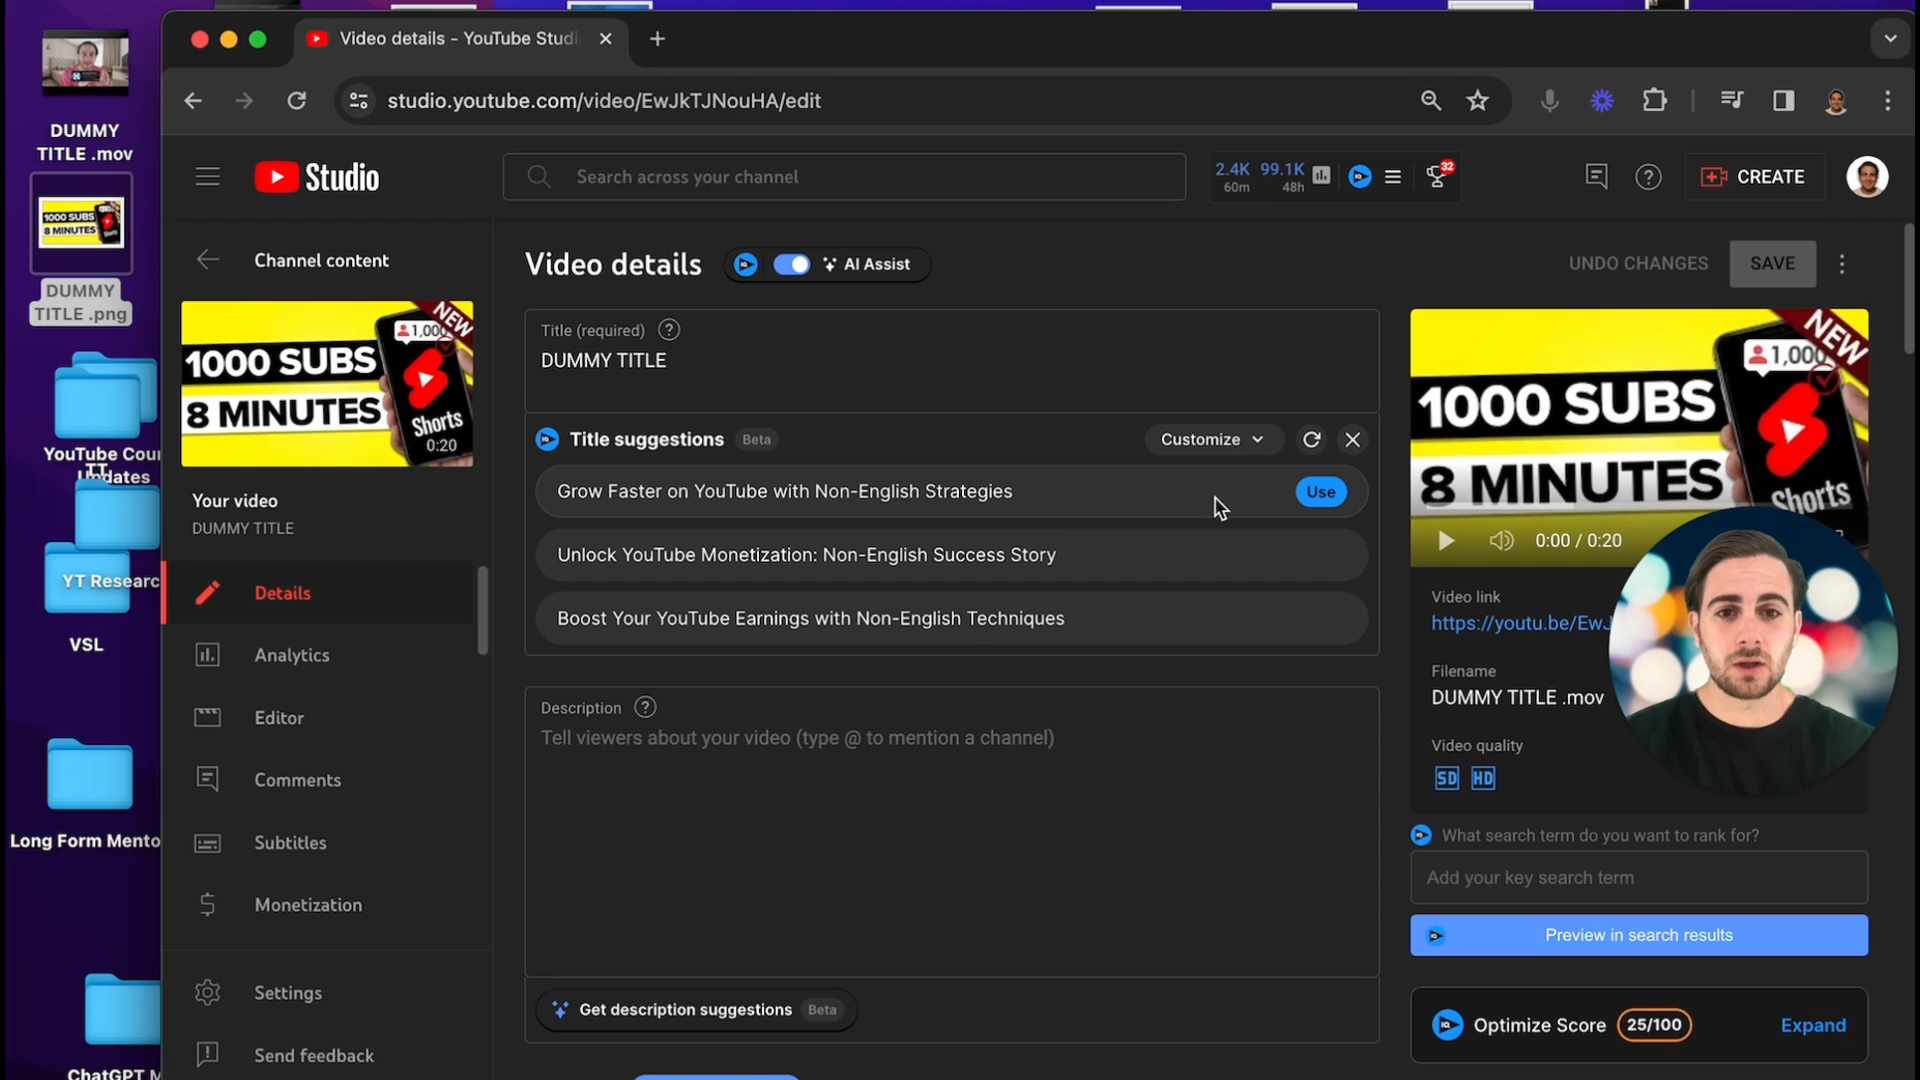 DUMMY
TITLE .mov
1000 SUBS
8 MINUTES
Shorts
DUMMY
TITLE .png
YouTube Cour
TT
Updates
YT Researc
VSL
Long Form Mento
ChatGPT M
Video details - YouTube Studi
studio.youtube.com/video/EwJkTJNouHA/edit
Studio
Search across your channel
2.4K 99.1K
60m 48h
32
CREATE
Channel content
NEW
1,000
1000 SUBS
8 MINUTES
Shorts
0:20
Your video
DUMMY TITLE
Details
Analytics
Editor
Comments
Subtitles
Monetization
Settings
Send feedback
Video details
AI Assist
UNDO CHANGES
SAVE
Title (required)
DUMMY TITLE
Title suggestions Beta
Customize
Grow Faster on YouTube with Non-English Strategies
Use
Unlock YouTube Monetization: Non-English Success Story
Boost Your YouTube Earnings with Non-English Techniques
Description
Tell viewers about your video (type @ to mention a channel)
Get description suggestions Beta
NEW
1,000
1000 SUBS
8 MINUTES
Shorts
0:00 / 0:20
Video link
https://youtu.be/EwJ
Filename
DUMMY TITLE .mov
Video quality
SD HD
What search term do you want to rank for?
Add your key search term
Preview in search results
Optimize Score 25/100 Expand